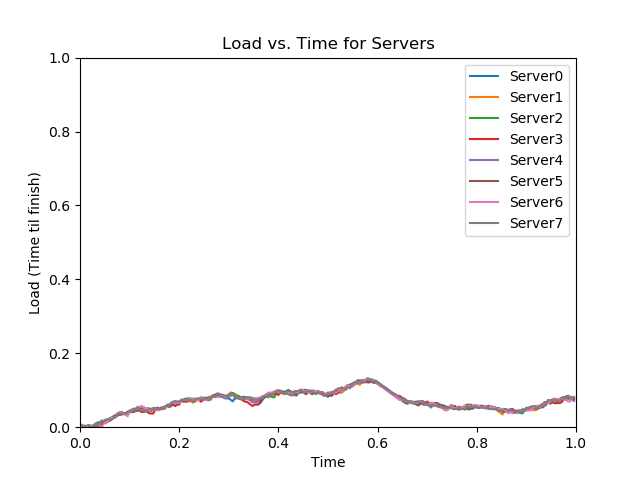 Load vs. Time for Servers
1.0
0.8
0.6
0.4
0.2
0.0
Load (Time til finish)
Server0
Server1
Server2
Server3
Server4
Server5
Server6
Server7
0.0 0.2 0.4 0.6 0.8 1.0
Time